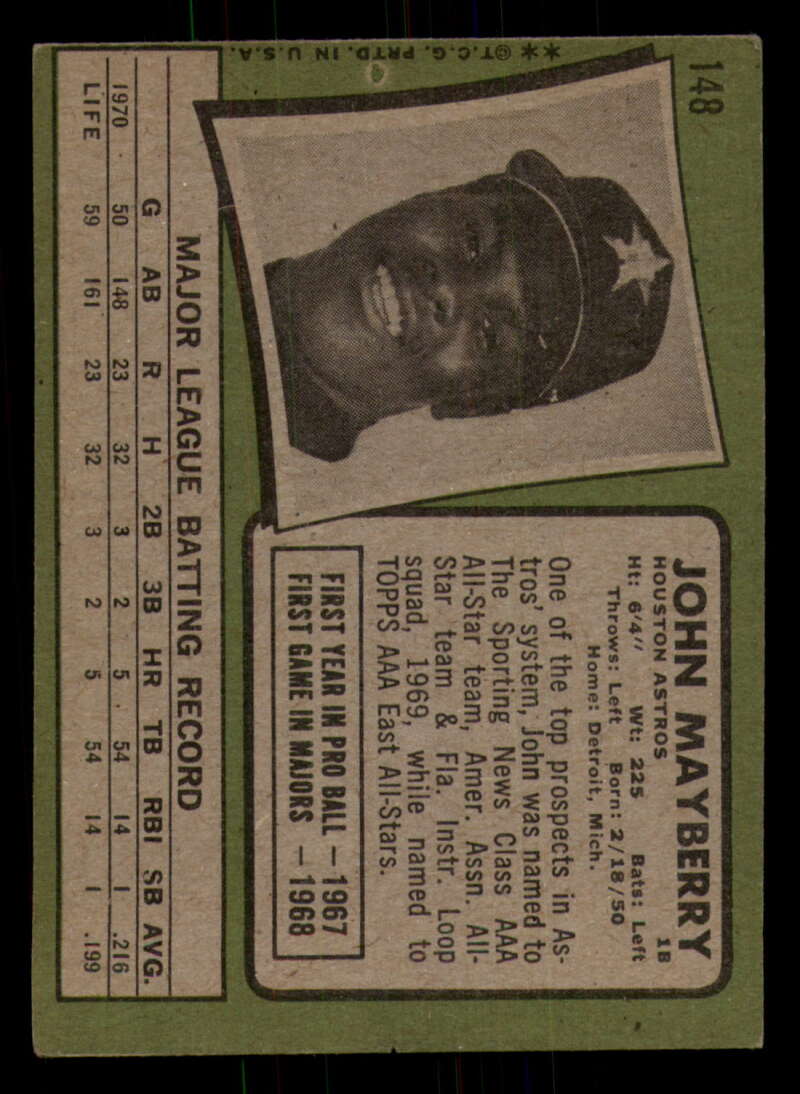 148
**©T.C.G. PRTD. IN U.S.A.
JOHN MAYBERRY
HOUSTON ASTROS 1B
Ht: 6'4" Wt: 225 Bats: Left
Throws: Left Born: 2/18/50
Home: Detroit, Mich.
One of the top prospects in As-
tros' system, John was named to
The Sporting News Class AAA
All-Star team, Amer. Assn. All-
Star team & Fla. Instr. Loop
squad, 1969, while named to
TOPPS AAA East All-Stars.
FIRST YEAR IN PRO BALL — 1967
FIRST GAME IN MAJORS — 1968
MAJOR LEAGUE BATTING RECORD
G AB R H 2B 3B HR TB RBI SB AVG.
1970 50 148 23 32 3 2 5 54 14 1 .216
LIFE 59 161 23 32 3 2 5 54 14 1 .199